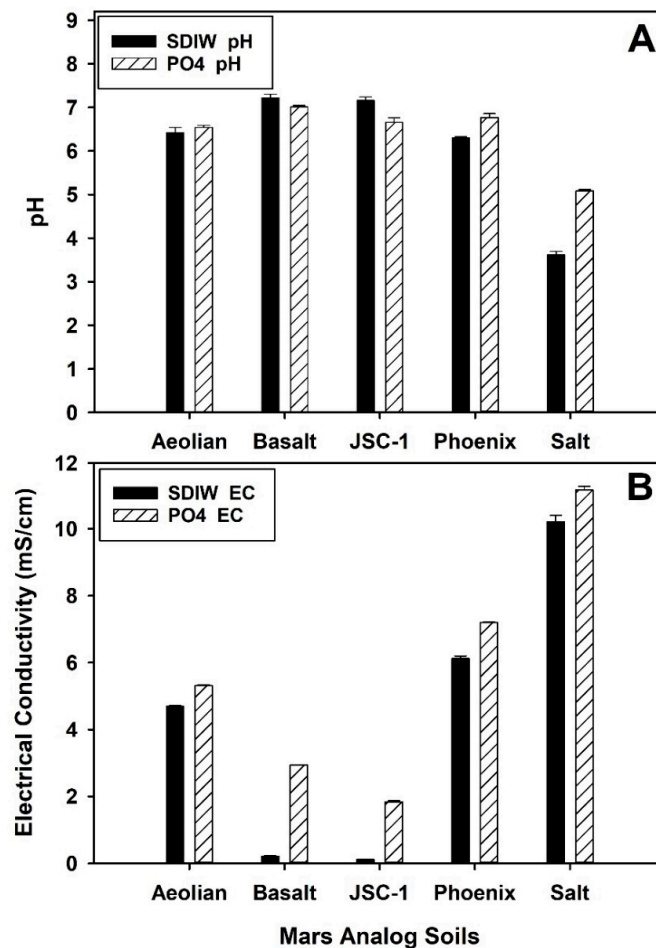 A
SDIW pH
PO4 pH
9
8
7
6
5
4
3
2
1
0
pH
Aeolian Basalt JSC-1 Phoenix Salt
B
SDIW EC
PO4 EC
12
10
8
6
4
2
0
Electrical Conductivity (mS/cm)
Aeolian Basalt JSC-1 Phoenix Salt
Mars Analog Soils